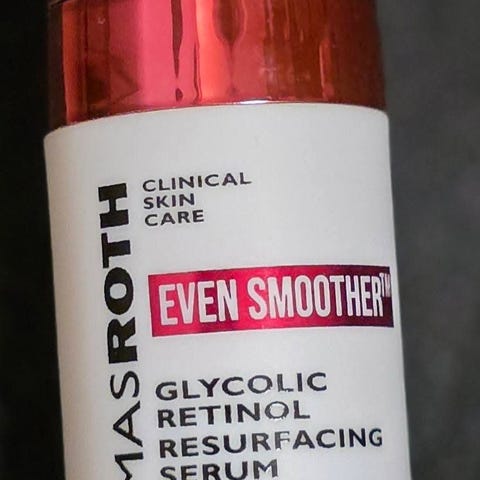 MASROTH
CLINICAL
SKIN
CARE
EVEN SMOOTHER™
GLYCOLIC
RETINOL
RESURFACING
SERUM